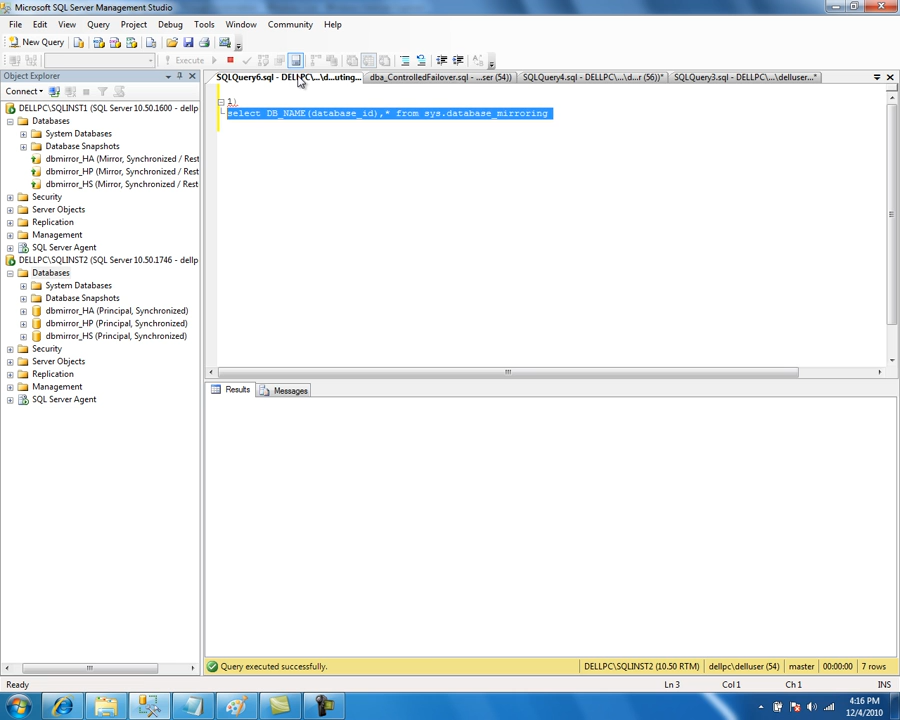 Microsoft SQL Server Management Studio
File Edit View Query Project Debug Tools Window Community Help
New Query
Execute
Object Explorer
SQLQuery6.sql - DELLPC\...\d...uting...
dba_ControlledFailover.sql - ...ser (54))
SQLQuery4.sql - DELLPC\...\d...r (56))*
SQLQuery3.sql - DELLPC\...\delluser...*
Connect
DELLPC\SQLINST1 (SQL Server 10.50.1600 - dellp
Databases
System Databases
Database Snapshots
dbmirror_HA (Mirror, Synchronized / Rest
dbmirror_HP (Mirror, Synchronized / Rest
dbmirror_HS (Mirror, Synchronized / Rest
Security
Server Objects
Replication
Management
SQL Server Agent
DELLPC\SQLINST2 (SQL Server 10.50.1746 - dellp
Databases
System Databases
Database Snapshots
dbmirror_HA (Principal, Synchronized)
dbmirror_HP (Principal, Synchronized)
dbmirror_HS (Principal, Synchronized)
Security
Server Objects
Replication
Management
SQL Server Agent
1)
select DB_NAME(database_id),* from sys.database_mirroring
Results Messages
Query executed successfully.
DELLPC\SQLINST2 (10.50 RTM) dellpc\delluser (54) master 00:00:00 7 rows
Ready
Ln 3 Col 1 Ch 1 INS
4:16 PM
12/4/2010